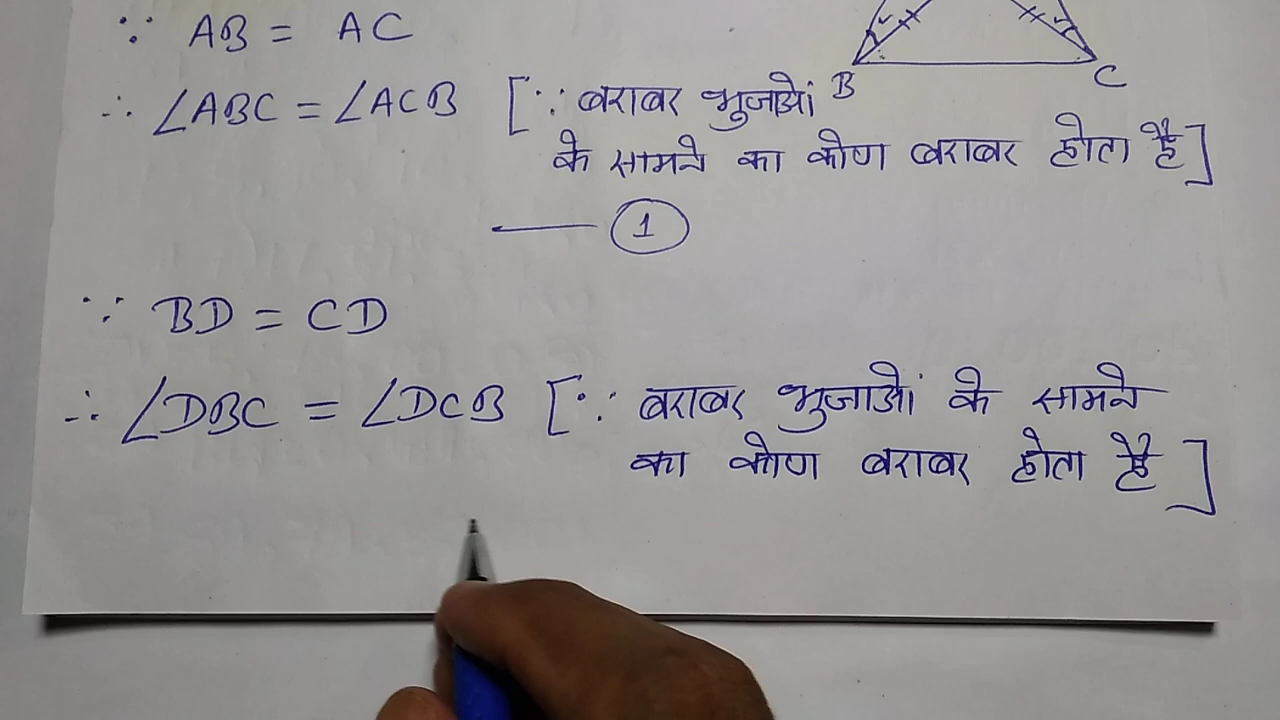 ∵ AB = AC
B
C
∴ ∠ABC = ∠ACB [∵ बराबर भुजाओं
के सामने का कोण बराबर होता है]
—— ①
∵ BD = CD
∴ ∠DBC = ∠DCB [∵ बराबर भुजाओं के सामने
का कोण बराबर होता है]